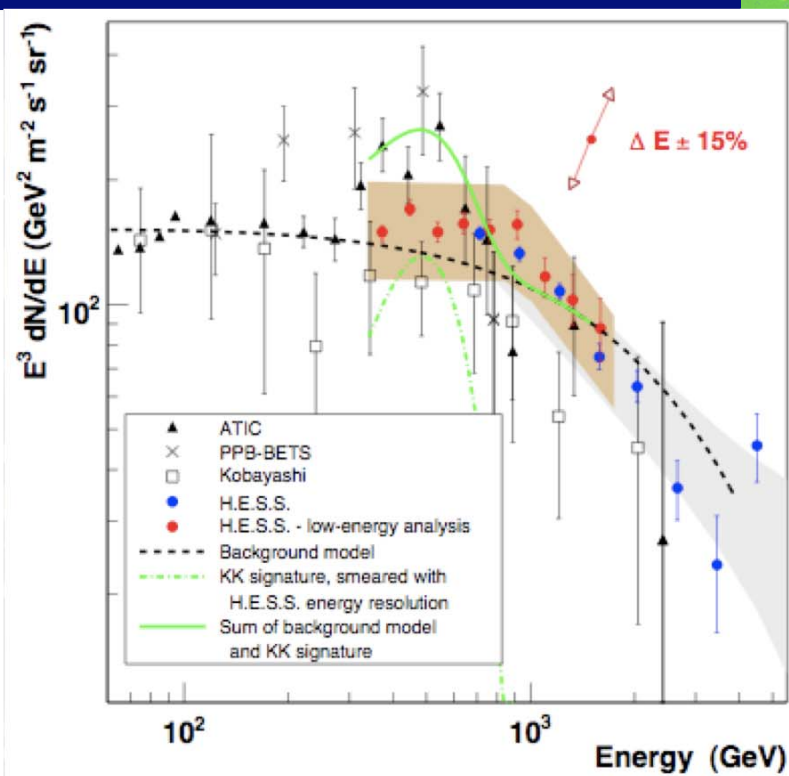 E³ dN/dE (GeV² m⁻² s⁻¹ sr⁻¹)
Δ E ± 15%
10²
ATIC
PPB-BETS
Kobayashi
H.E.S.S.
H.E.S.S. - low-energy analysis
Background model
KK signature, smeared with
H.E.S.S. energy resolution
Sum of background model
and KK signature
10²
10³
Energy (GeV)